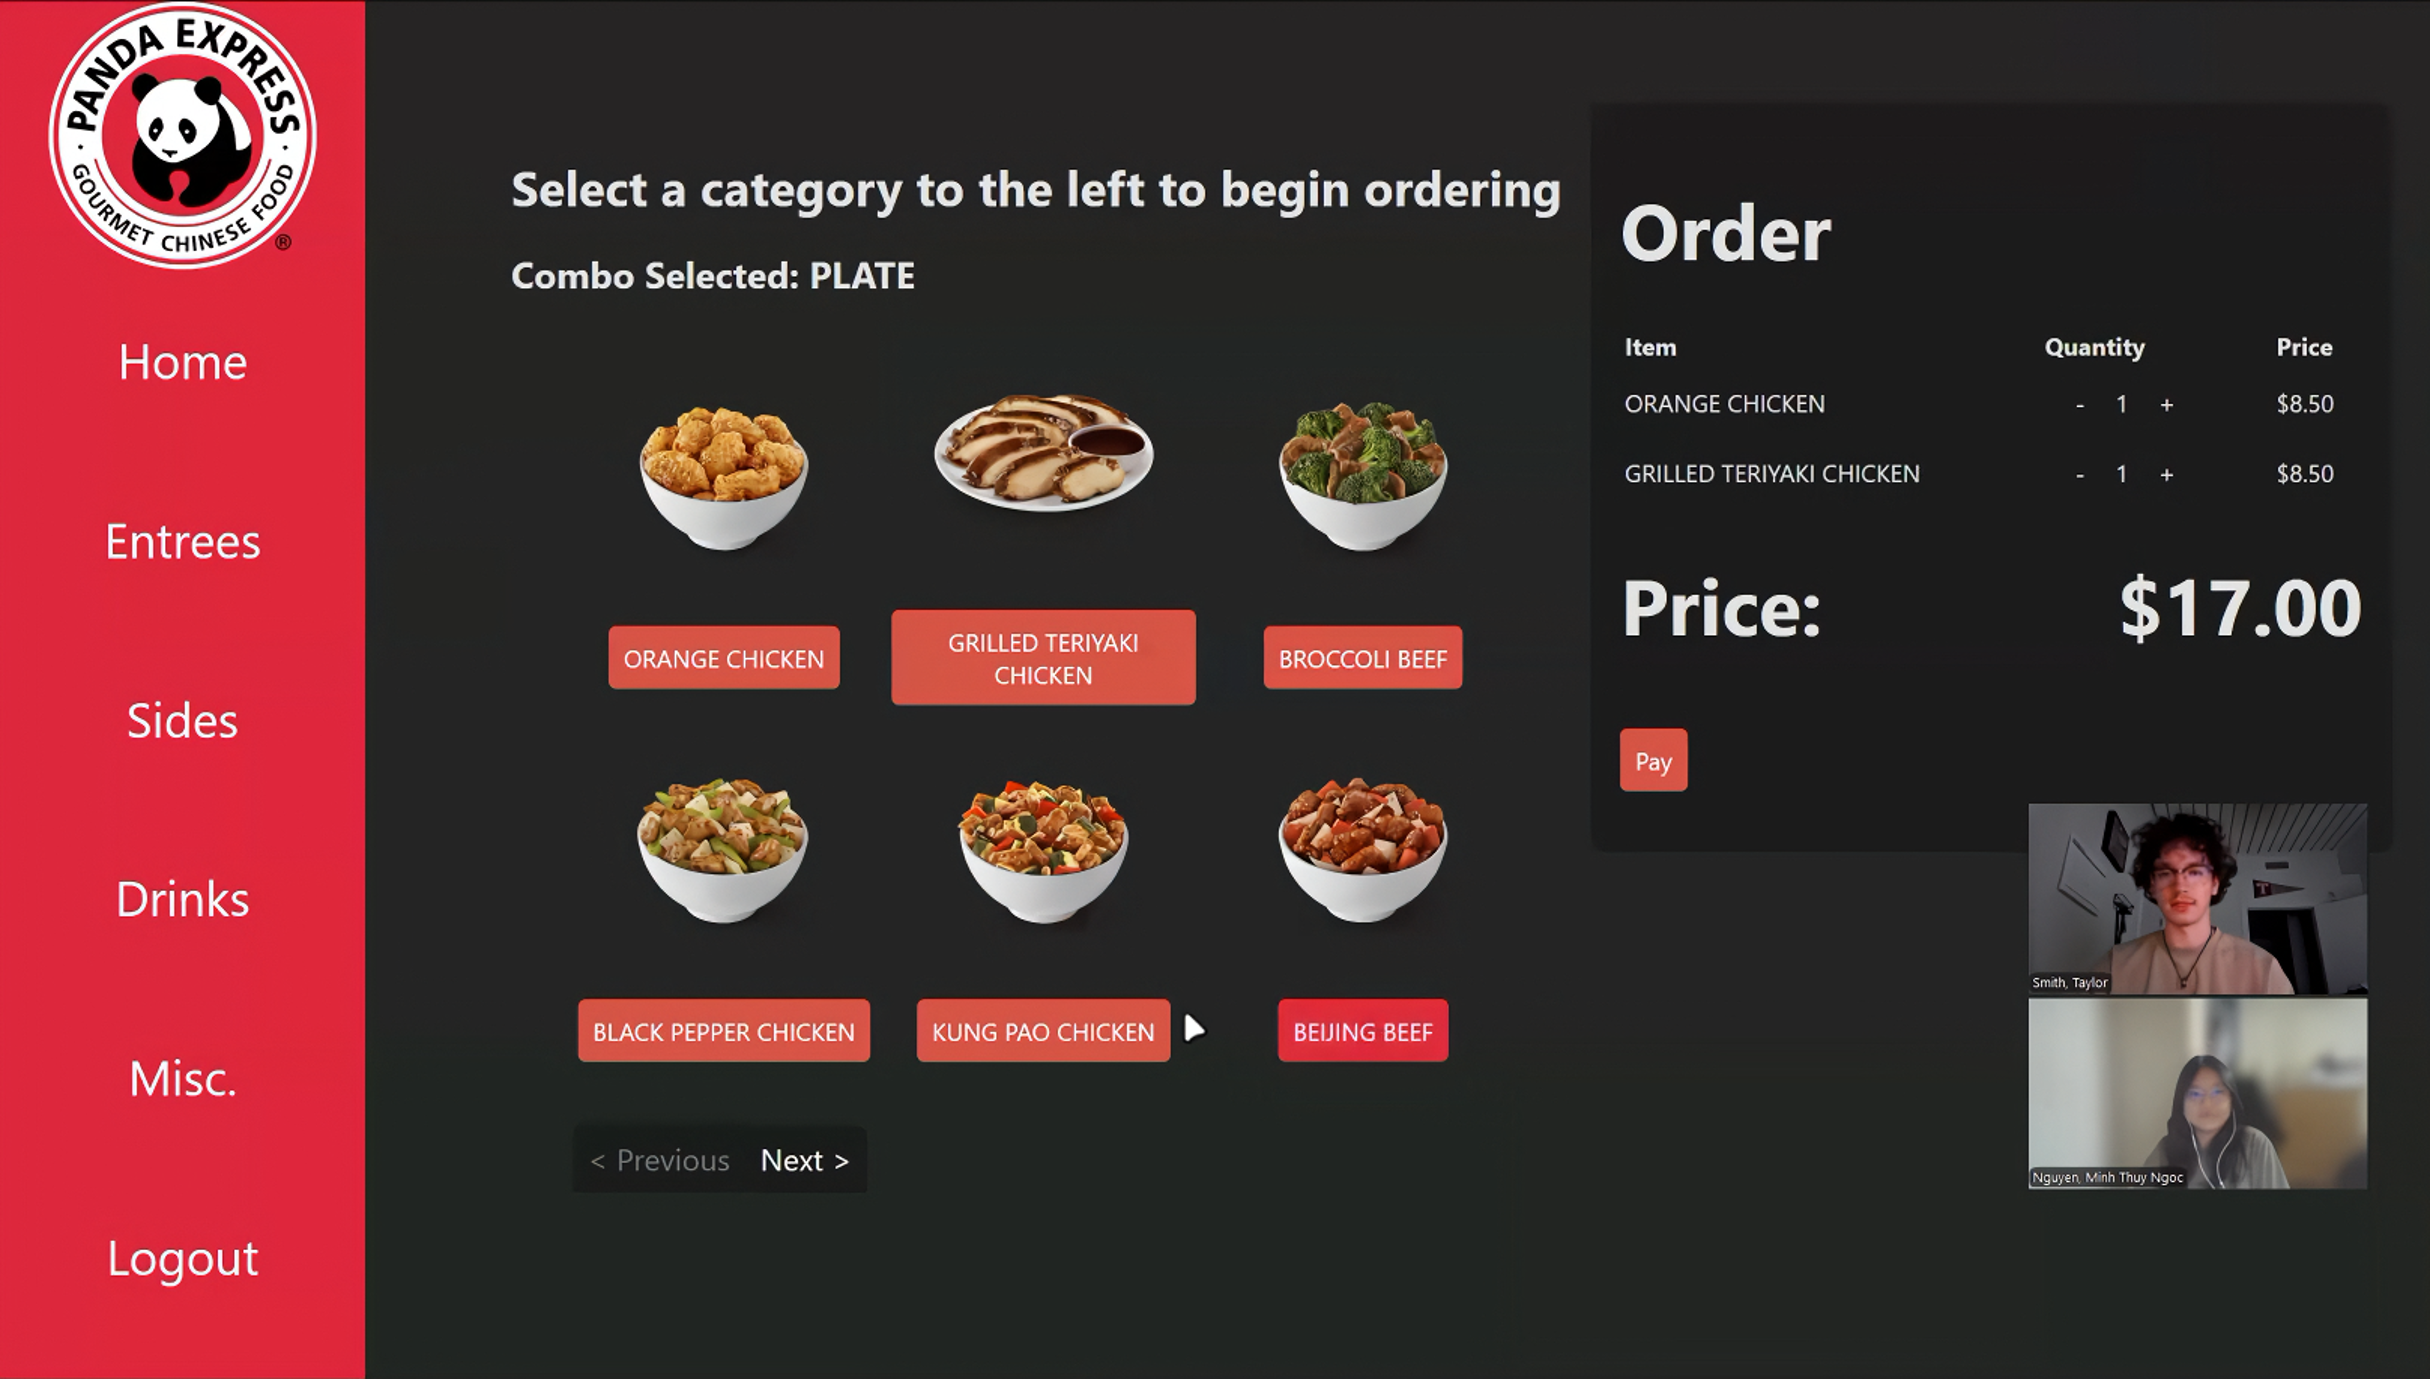 PANDA EXPRESS
GOURMET CHINESE FOOD
®
Home
Entrees
Sides
Drinks
Misc.
Logout
Select a category to the left to begin ordering
Combo Selected: PLATE
ORANGE CHICKEN
GRILLED TERIYAKI
CHICKEN
BROCCOLI BEEF
BLACK PEPPER CHICKEN
KUNG PAO CHICKEN
BEIJING BEEF
< Previous Next >
Order
Item Quantity Price
ORANGE CHICKEN - 1 + $8.50
GRILLED TERIYAKI CHICKEN - 1 + $8.50
Price: $17.00
Pay
T
Smith, Taylor
Nguyen, Minh Thuy Ngoc